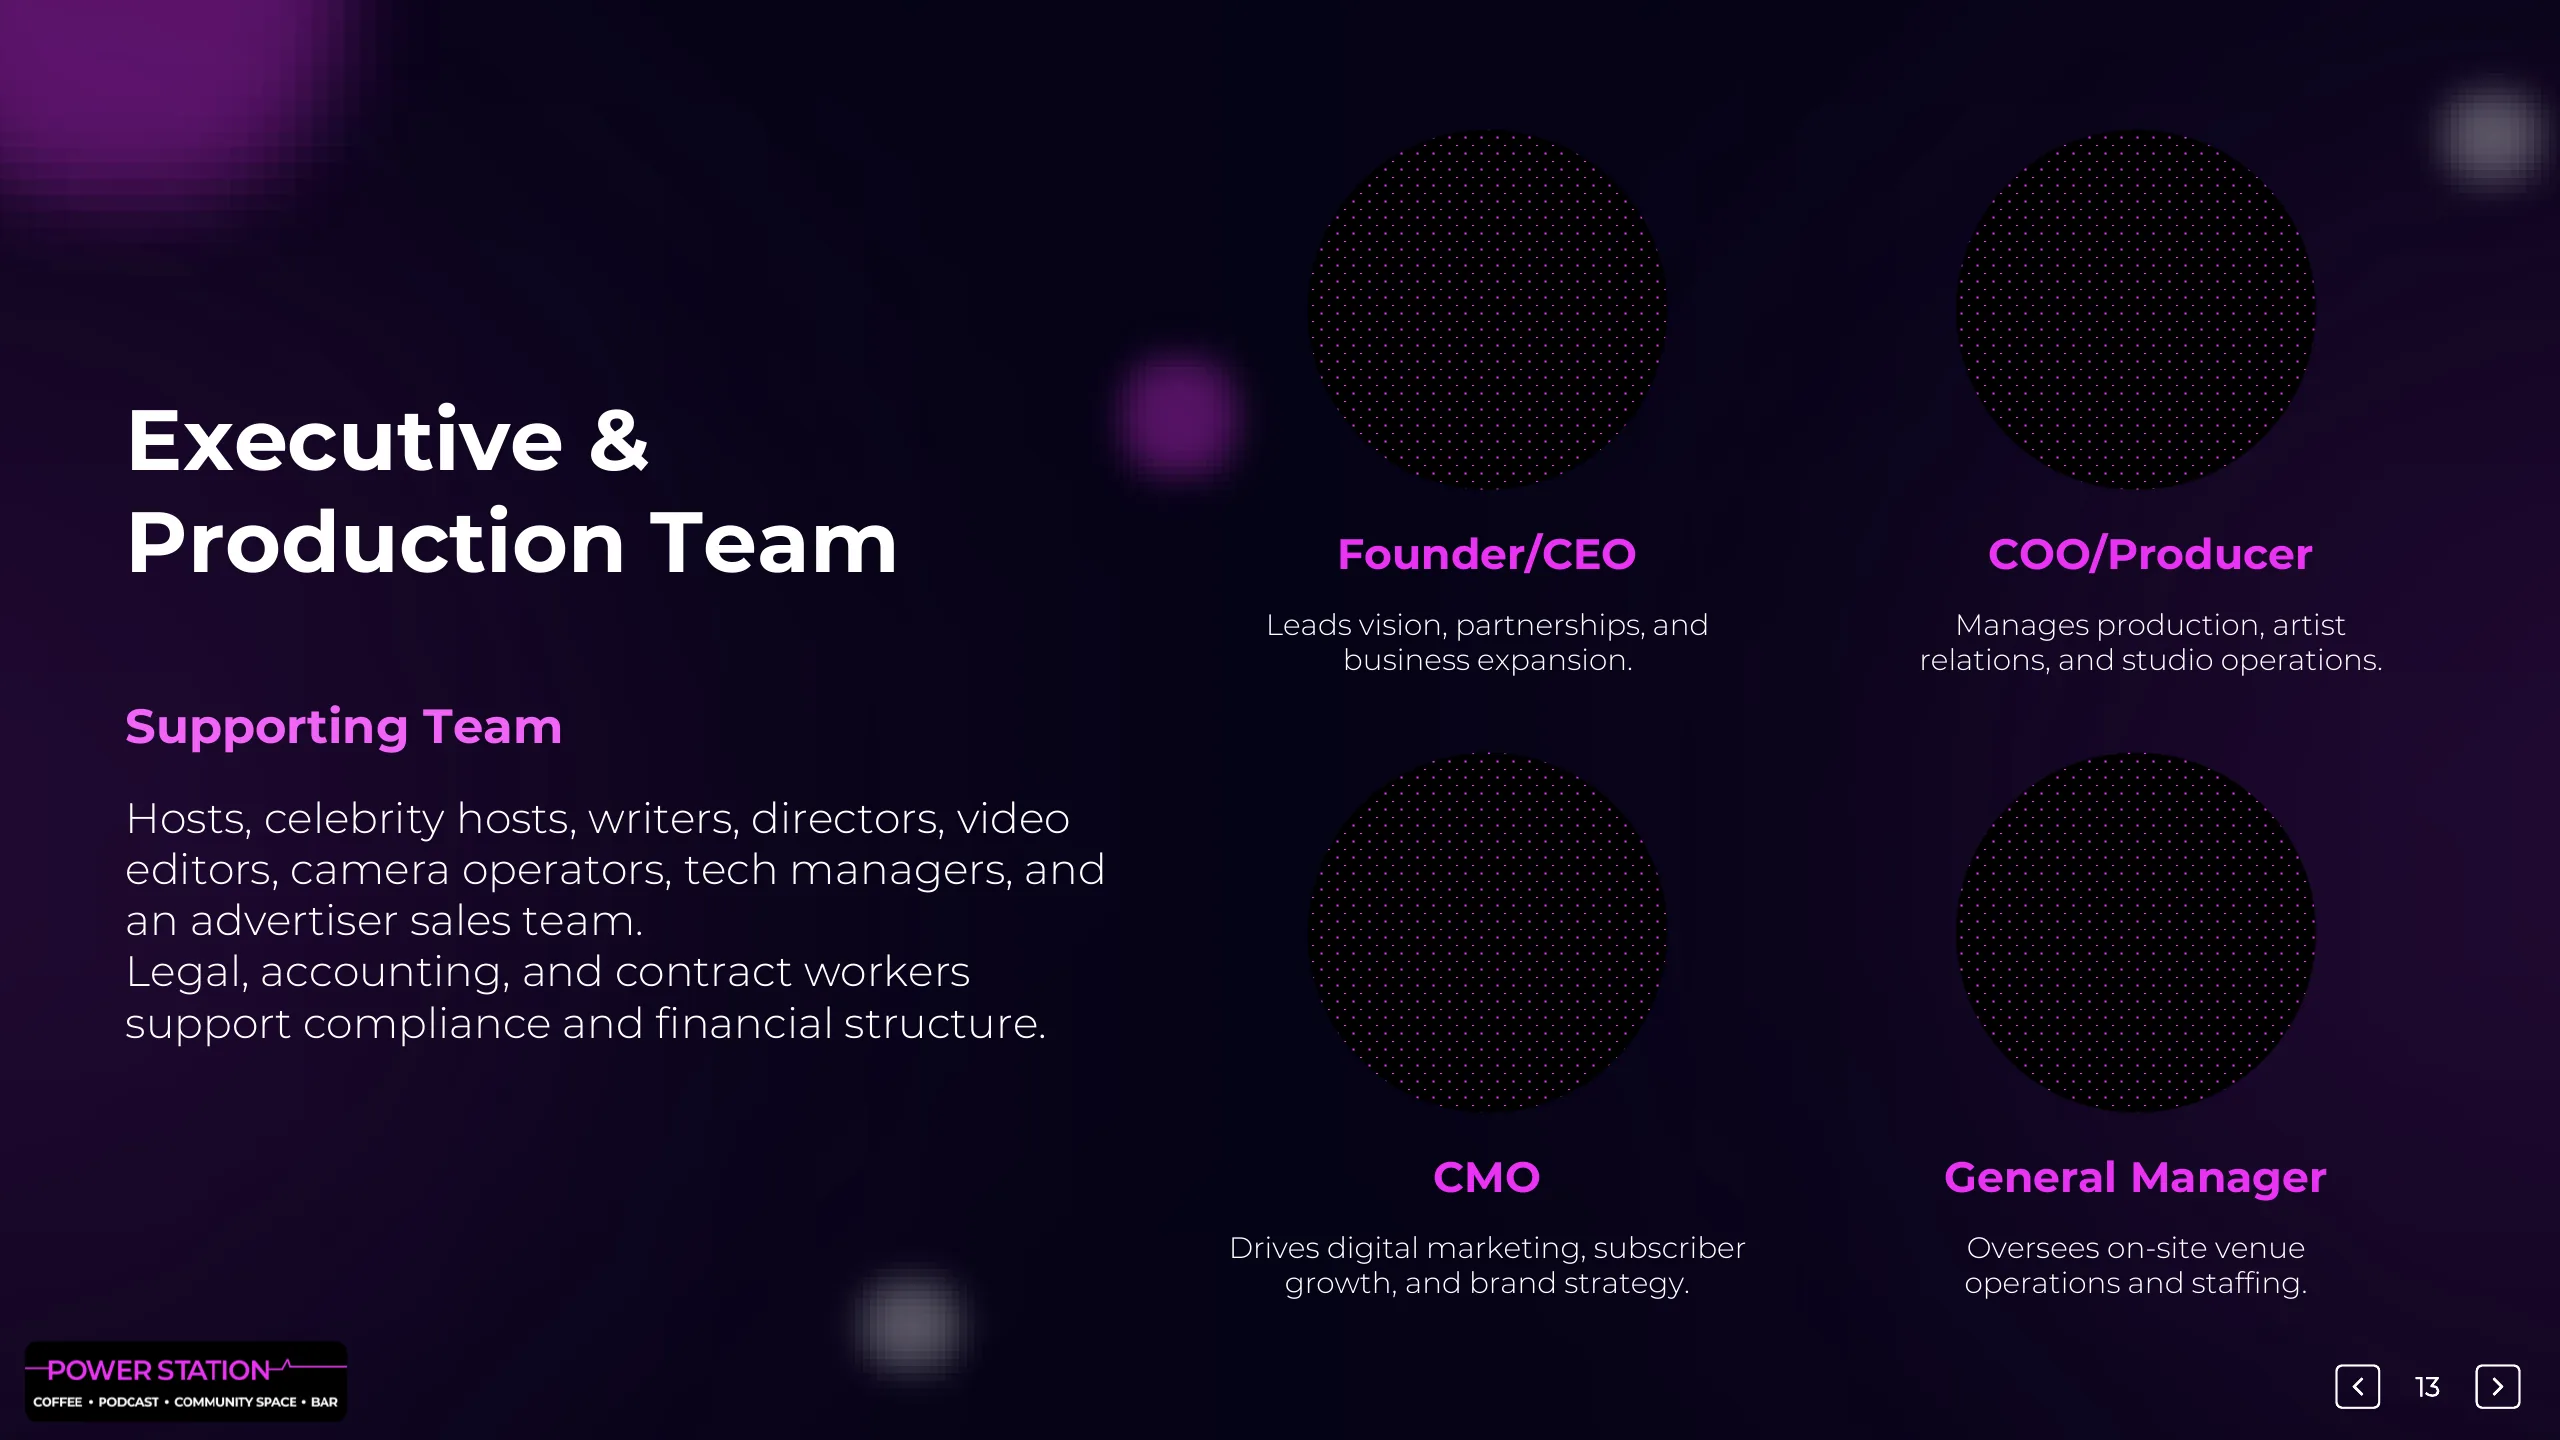 Executive &
Production Team
Supporting Team
Hosts, celebrity hosts, writers, directors, video
editors, camera operators, tech managers, and
an advertiser sales team.
Legal, accounting, and contract workers
support compliance and financial structure.
Founder/CEO
Leads vision, partnerships, and
business expansion.
COO/Producer
Manages production, artist
relations, and studio operations.
CMO
Drives digital marketing, subscriber
growth, and brand strategy.
General Manager
Oversees on-site venue
operations and staffing.
POWER STATION
COFFEE • PODCAST • COMMUNITY SPACE • BAR
13